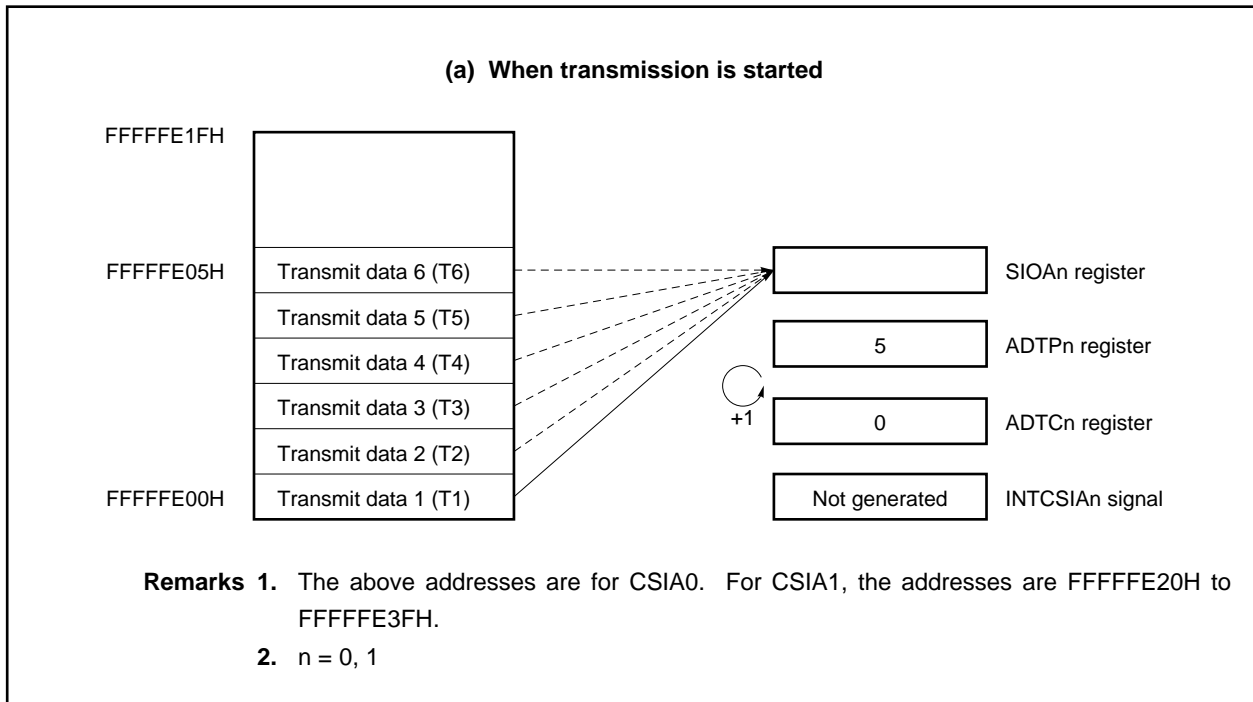 (a) When transmission is started
FFFFFE1FH
FFFFFE05H
Transmit data 6 (T6)
SIOAn register
Transmit data 5 (T5)
5
ADTPn register
Transmit data 4 (T4)
Transmit data 3 (T3)
+1
0
ADTCn register
Transmit data 2 (T2)
FFFFFE00H
Transmit data 1 (T1)
Not generated
INTCSIAn signal
Remarks 1. The above addresses are for CSIA0. For CSIA1, the addresses are FFFFFE20H to
FFFFFE3FH.
2. n = 0, 1